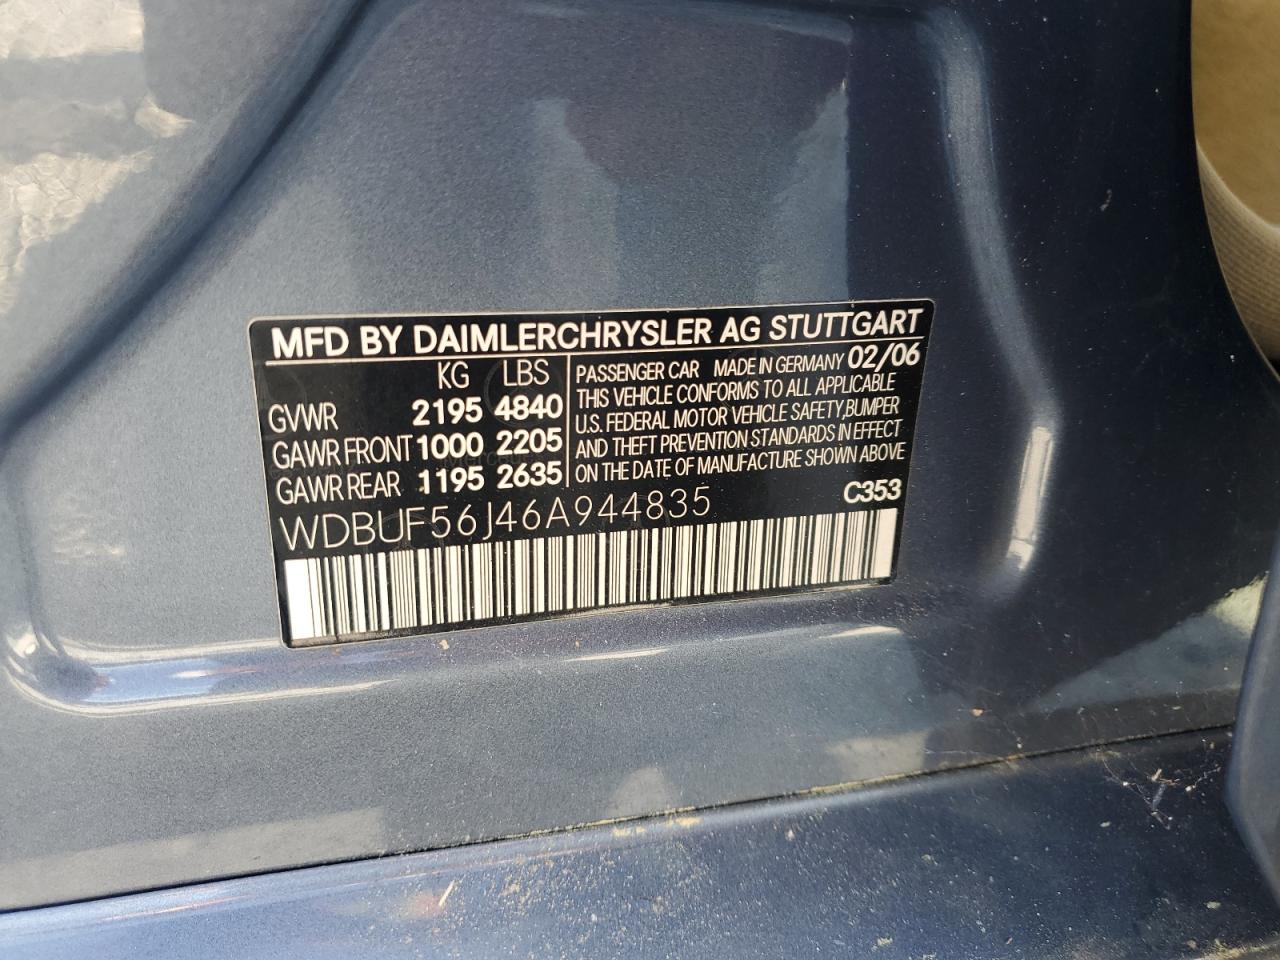 MFD BY DAIMLERCHRYSLER AG STUTTGART
KG LBS
GVWR 2195 4840
GAWR FRONT 1000 2205
GAWR REAR 1195 2635
PASSENGER CAR MADE IN GERMANY 02/06
THIS VEHICLE CONFORMS TO ALL APPLICABLE
U.S. FEDERAL MOTOR VEHICLE SAFETY, BUMPER
AND THEFT PREVENTION STANDARDS IN EFFECT
ON THE DATE OF MANUFACTURE SHOWN ABOVE
WDBUF56J46A944835 C353